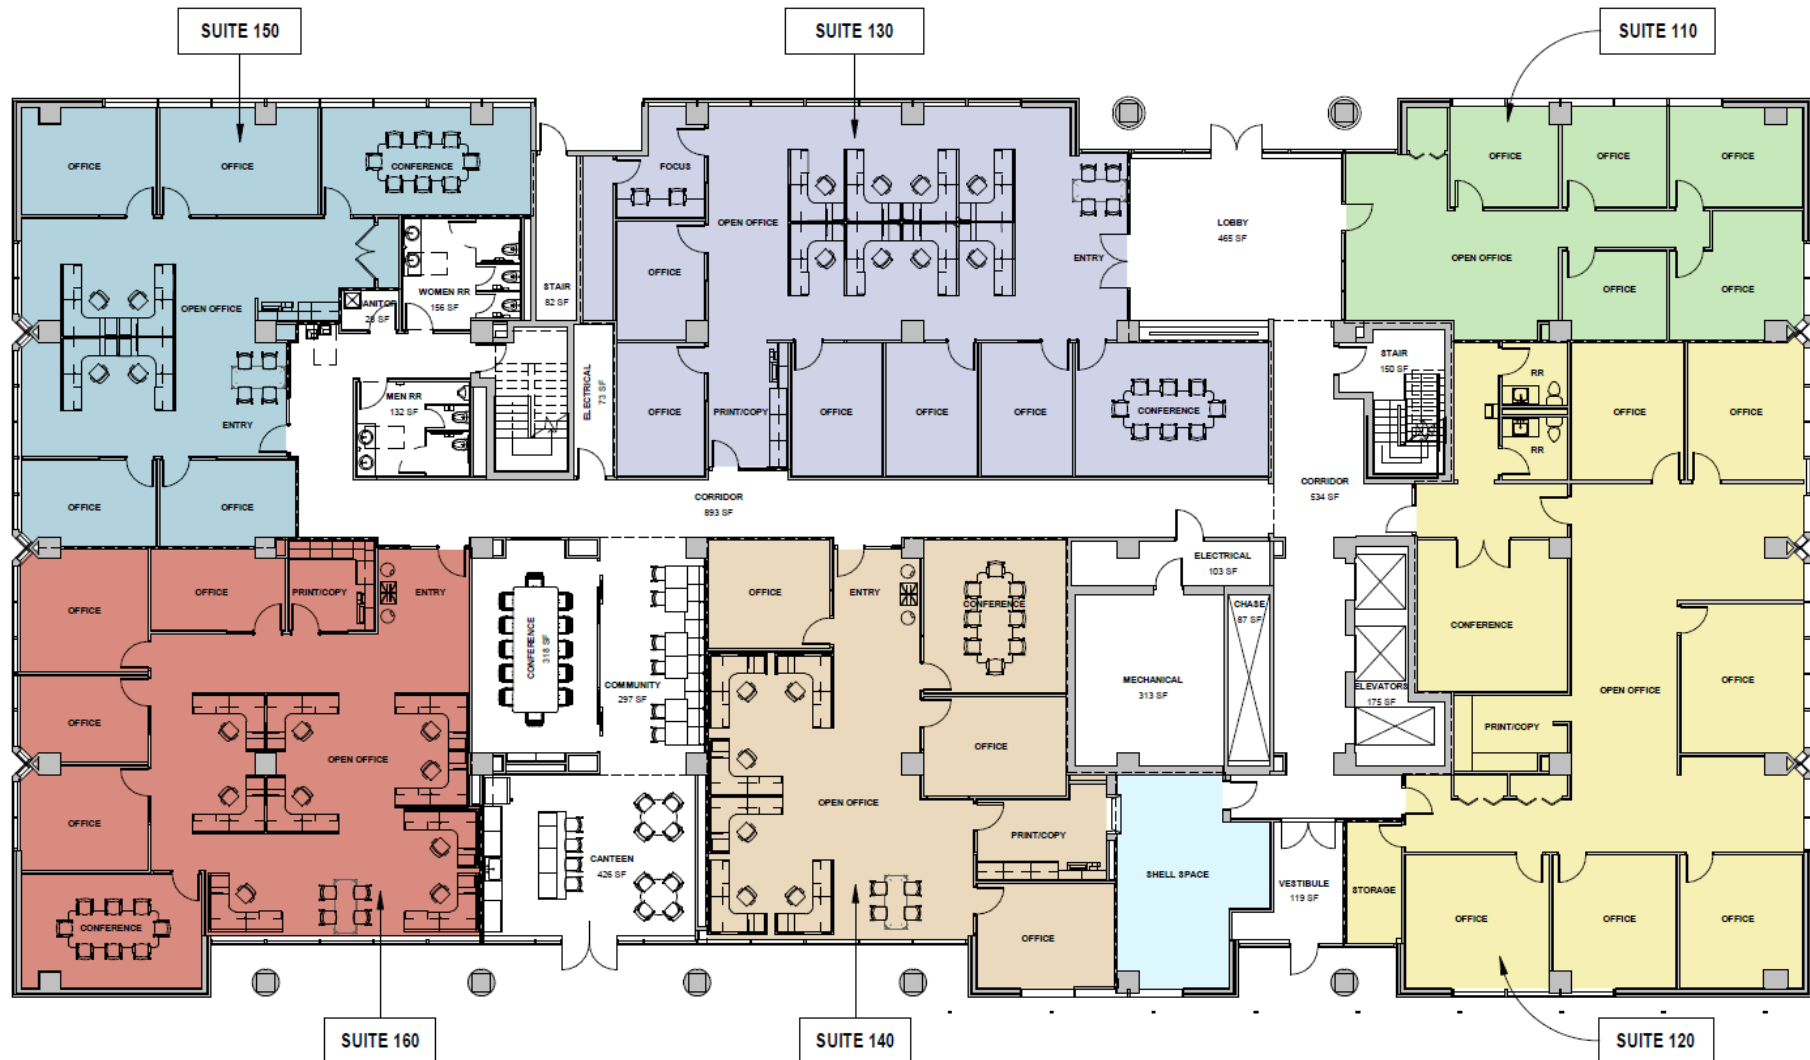 SUITE 150
SUITE 130
SUITE 110
OFFICE
OFFICE
CONFERENCE
FOCUS
OPEN OFFICE
LOBBY
465 SF
ENTRY
OFFICE
OFFICE
OFFICE
OFFICE
OPEN OFFICE
OFFICE
OFFICE
OPEN OFFICE
WOMEN RR
156 SF
JANITOR
28 SF
STAIR
82 SF
OFFICE
ENTRY
MEN RR
132 SF
ELECTRICAL
73 SF
OFFICE
PRINT/COPY
OFFICE
OFFICE
OFFICE
CONFERENCE
STAIR
150 SF
RR
RR
OFFICE
OFFICE
OFFICE
OFFICE
CORRIDOR
893 SF
CORRIDOR
534 SF
OFFICE
OFFICE
PRINT/COPY
ENTRY
CONFERENCE
318 SF
COMMUNITY
297 SF
OFFICE
ENTRY
CONFERENCE
ELECTRICAL
103 SF
CHASE
87 SF
MECHANICAL
313 SF
ELEVATORS
175 SF
CONFERENCE
OPEN OFFICE
OFFICE
PRINT/COPY
OFFICE
OPEN OFFICE
OFFICE
OFFICE
OPEN OFFICE
PRINT/COPY
CANTEEN
426 SF
SHELL SPACE
VESTIBULE
119 SF
STORAGE
CONFERENCE
OFFICE
OFFICE
OFFICE
OFFICE
SUITE 160
SUITE 140
SUITE 120